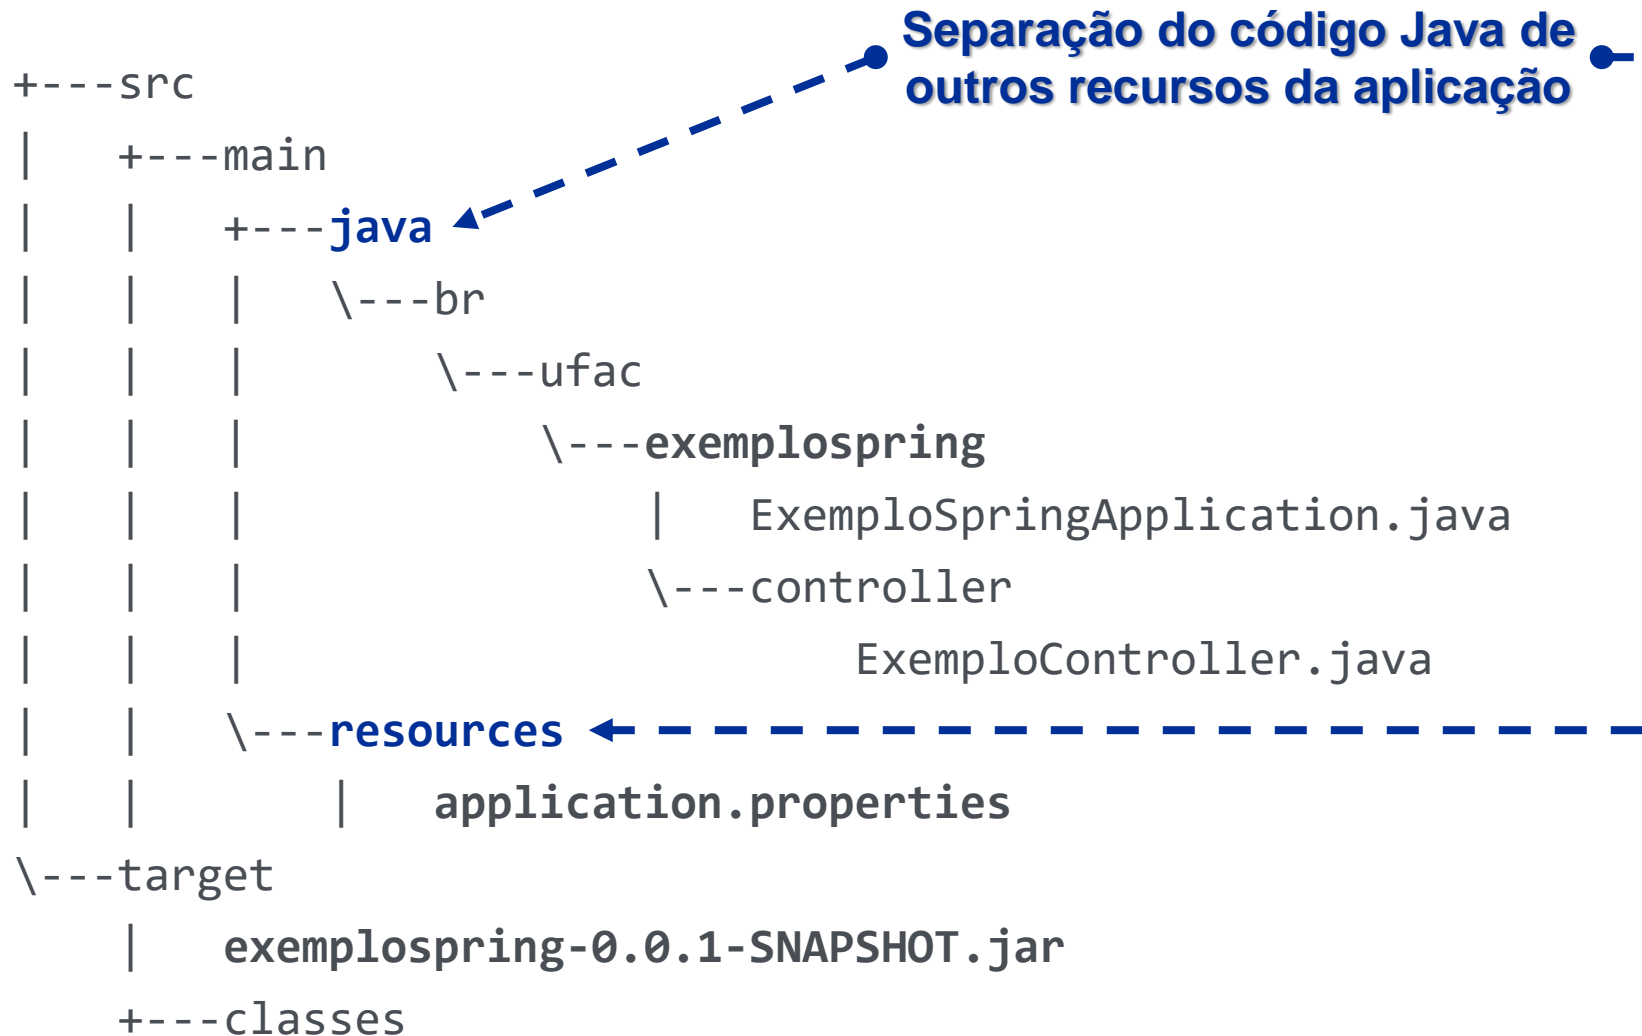 Separação do código Java de
outros recursos da aplicação
+---src
|   +---main
|   |   +---java
|   |   |   \---br
|   |   |       \---ufac
|   |   |           \---exemplospring
|   |   |               |   ExemploSpringApplication.java
|   |   |               \---controller
|   |   |                       ExemploController.java
|   |   \---resources
|   |       |   application.properties
\---target
    |   exemplospring-0.0.1-SNAPSHOT.jar
    +---classes